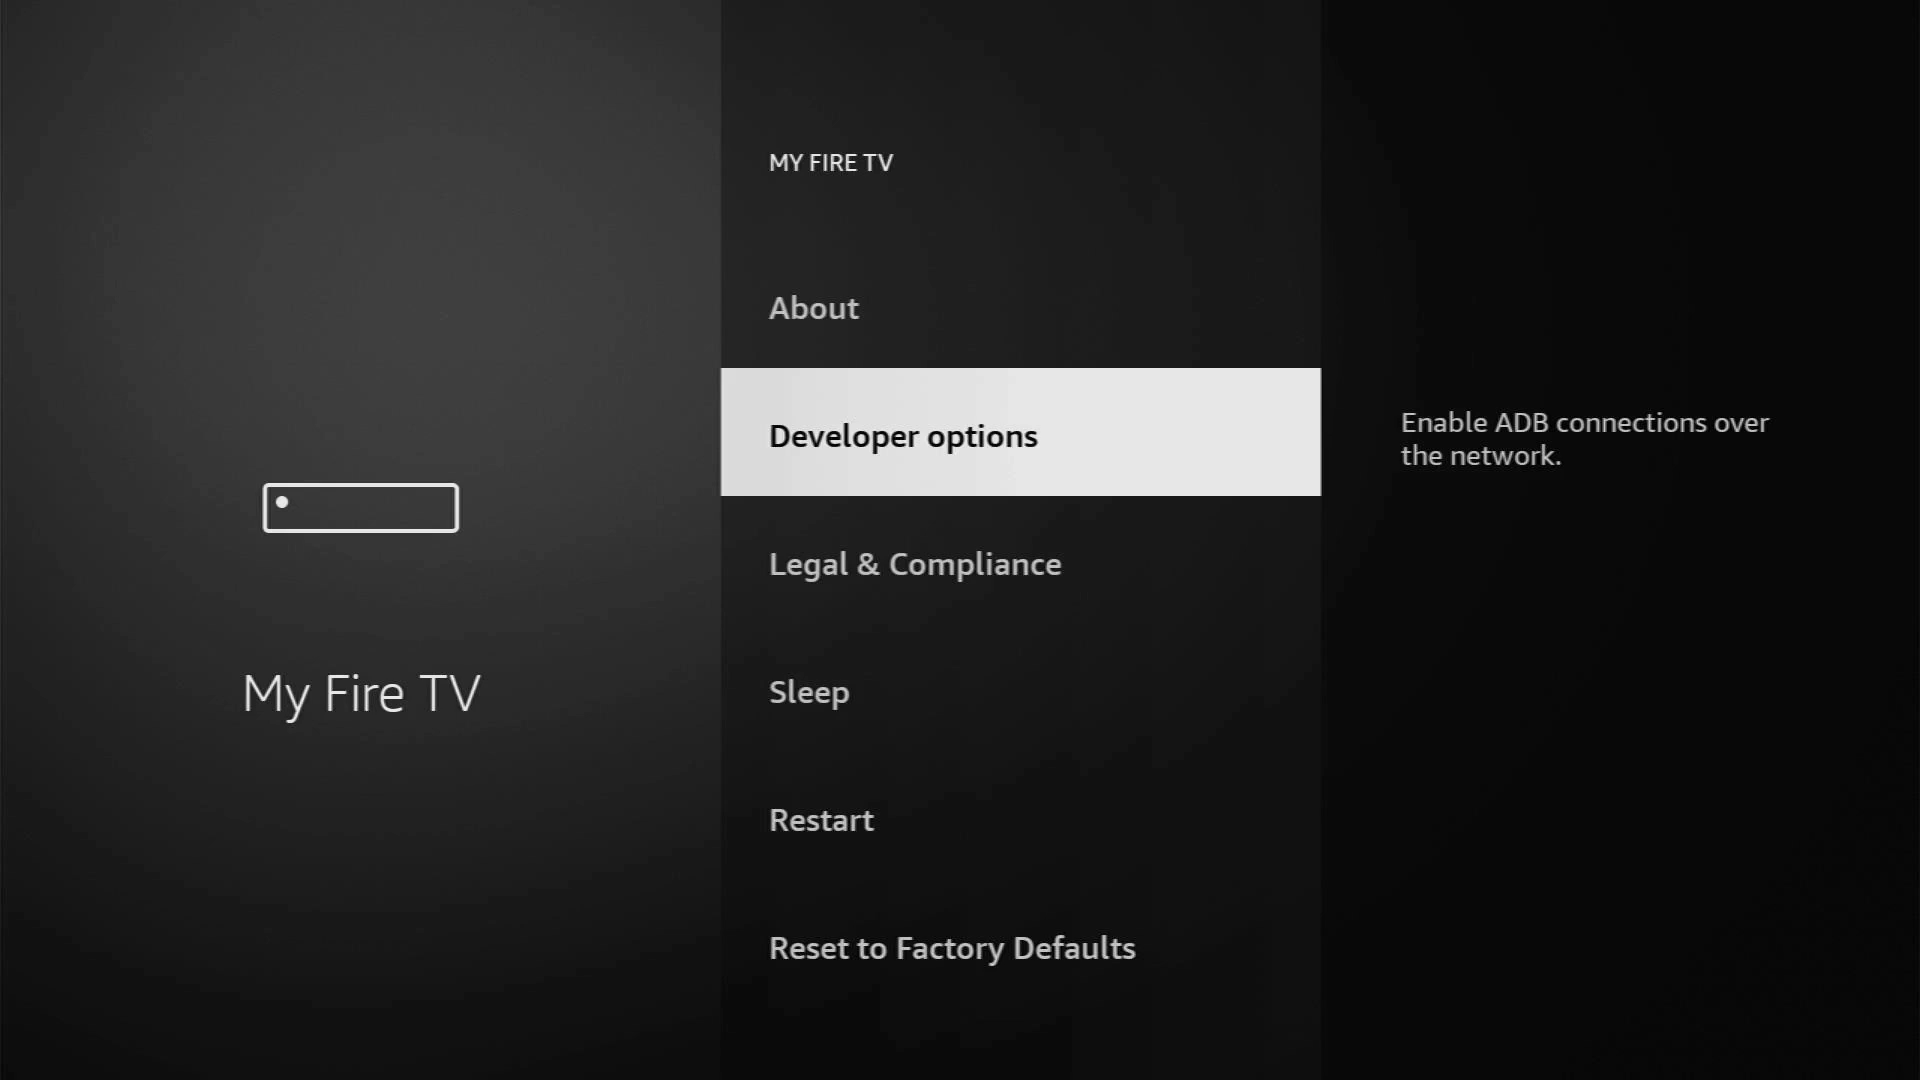 MY FIRE TV
About
Developer options
Enable ADB connections over
the network.
Legal & Compliance
My Fire TV
Sleep
Restart
Reset to Factory Defaults